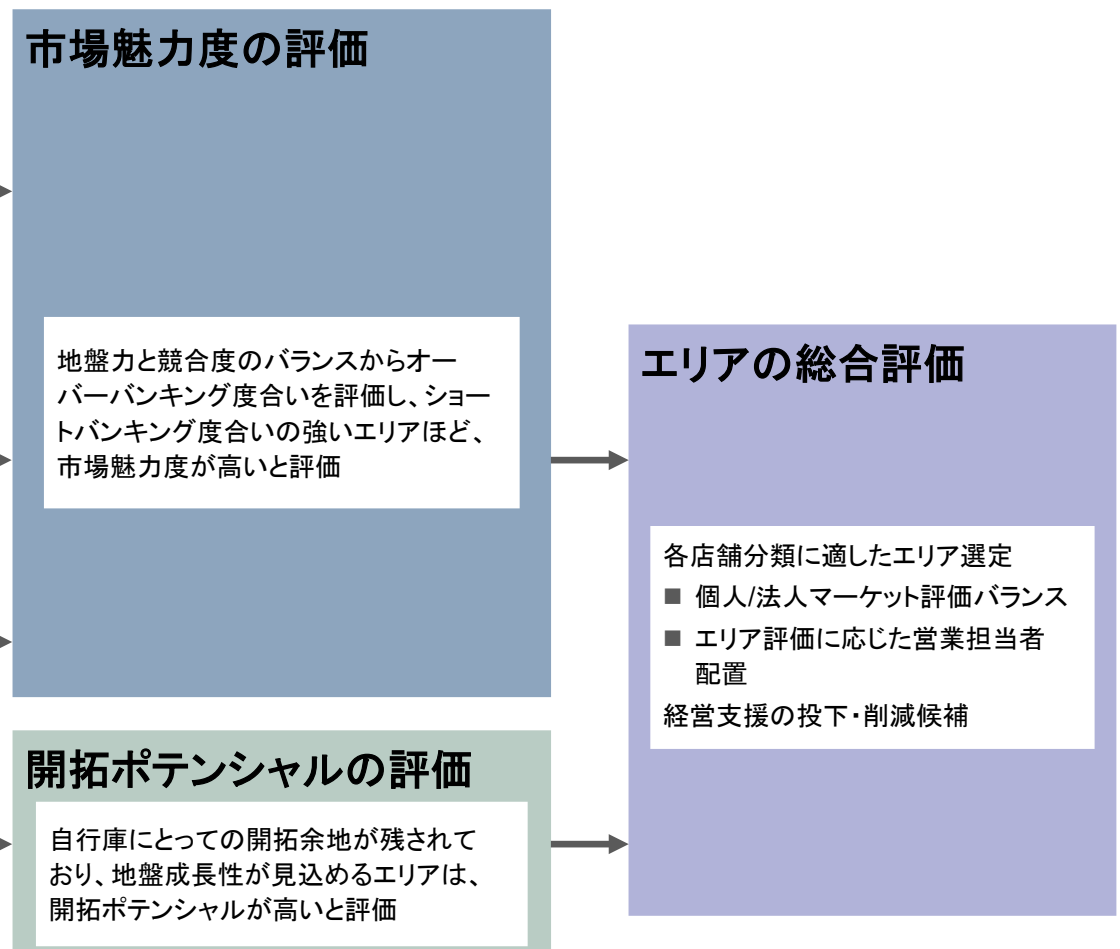 市場魅力度の評価
地盤力と競合度のバランスからオー
バーバンキング度合いを評価し、ショー
トバンキング度合いの強いエリアほど、
市場魅力度が高いと評価
エリアの総合評価
各店舗分類に適したエリア選定
■ 個人/法人マーケット評価バランス
■ エリア評価に応じた営業担当者
配置
経営支援の投下・削減候補
開拓ポテンシャルの評価
自行庫にとっての開拓余地が残されて
おり、地盤成長性が見込めるエリアは、
開拓ポテンシャルが高いと評価